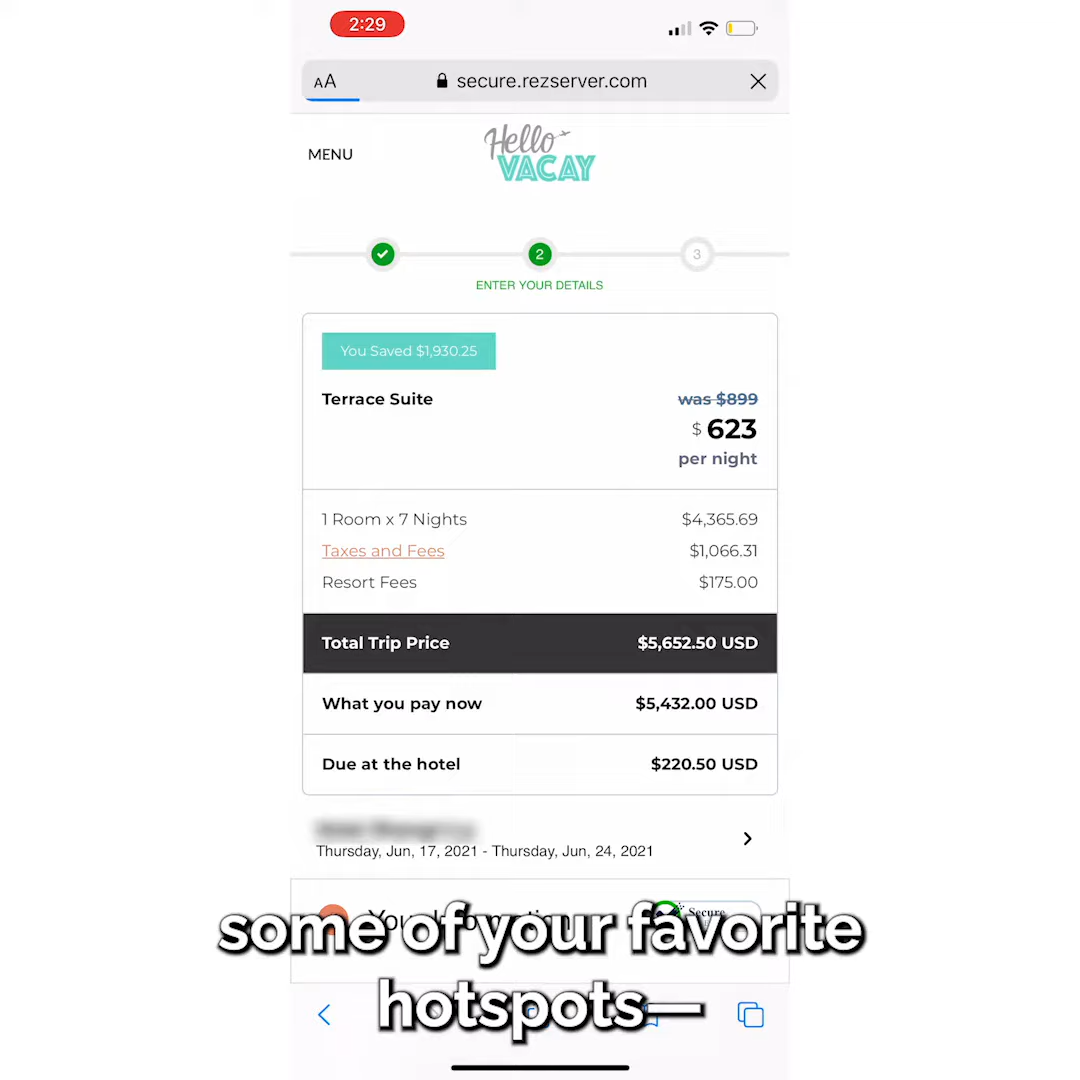 2:29
AA
secure.rezserver.com
MENU
Hello
VACAY
2
3
ENTER YOUR DETAILS
You Saved $1,930.25
Terrace Suite
was $899
$ 623
per night
1 Room x 7 Nights $4,365.69
Taxes and Fees $1,066.31
Resort Fees $175.00
Total Trip Price $5,652.50 USD
What you pay now $5,432.00 USD
Due at the hotel $220.50 USD
Thursday, Jun, 17, 2021 - Thursday, Jun, 24, 2021
Secure
some of your favorite
hotspots—